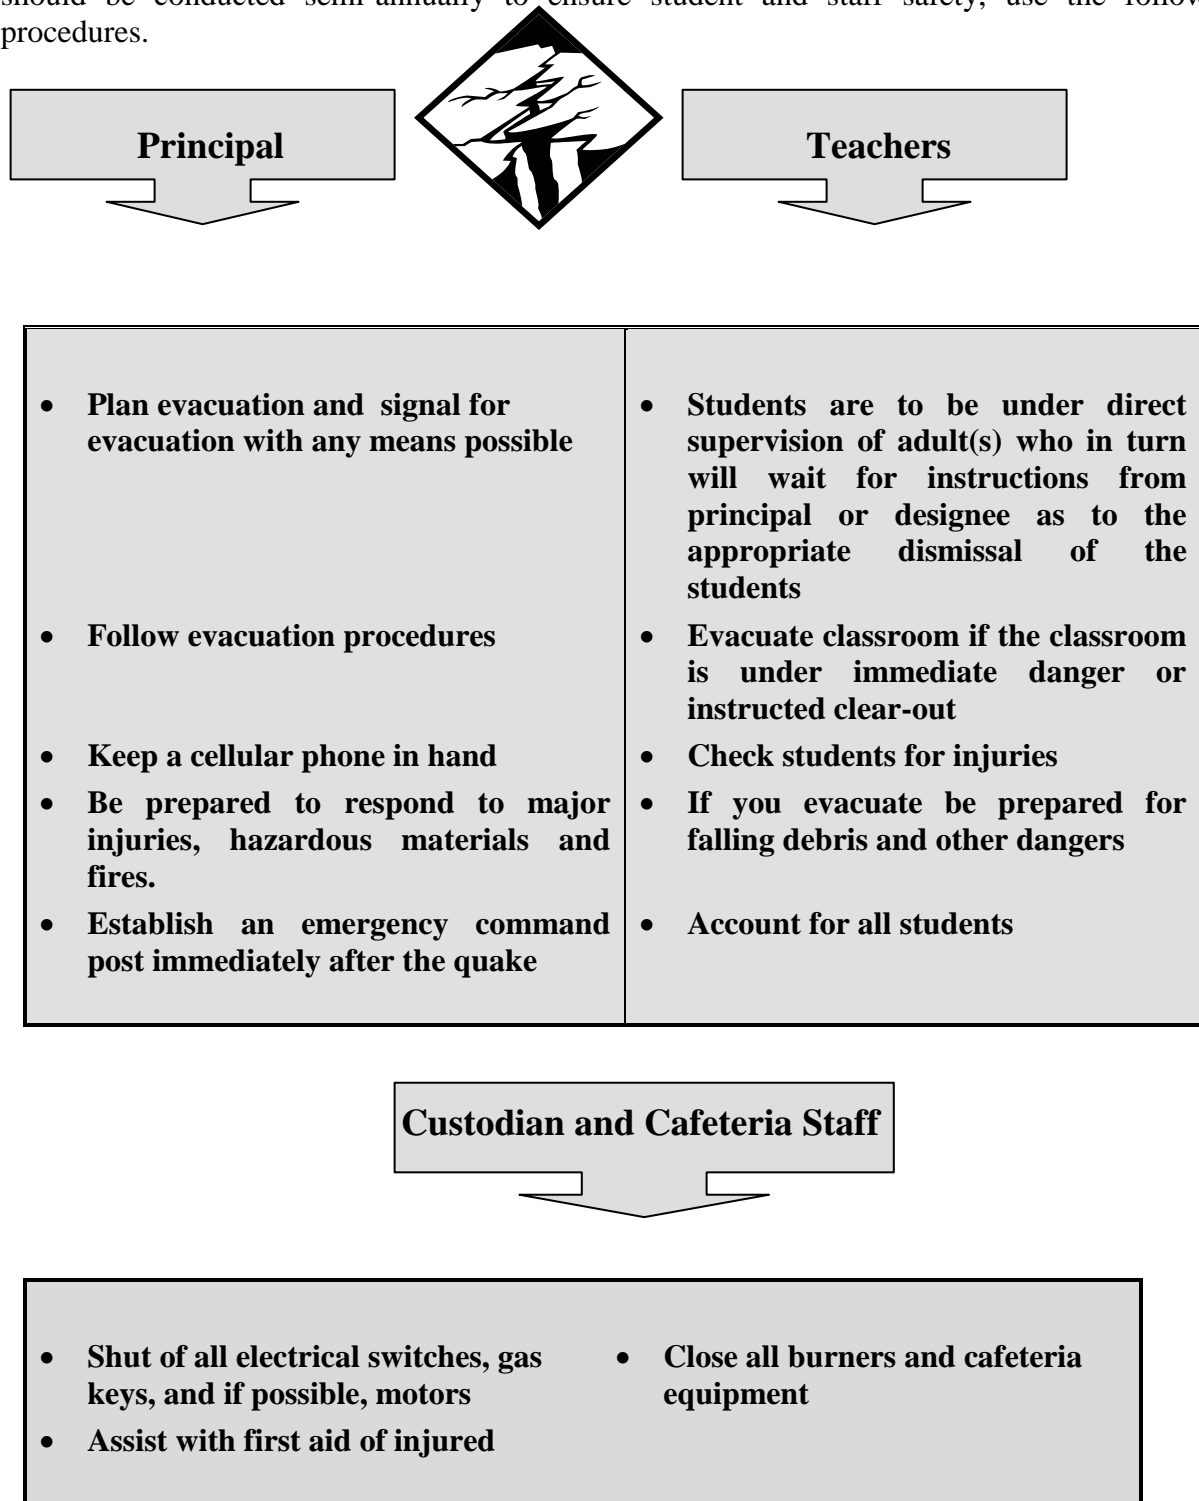 should be conducted semi-annually to ensure student and staff safety, use the follow
procedures.
Principal
Teachers
• Plan evacuation and signal for
evacuation with any means possible
• Students are to be under direct
supervision of adult(s) who in turn
will wait for instructions from
principal or designee as to the
appropriate dismissal of the
students
• Follow evacuation procedures
• Evacuate classroom if the classroom
is under immediate danger or
instructed clear-out
• Keep a cellular phone in hand
• Check students for injuries
• Be prepared to respond to major
injuries, hazardous materials and
fires.
• If you evacuate be prepared for
falling debris and other dangers
• Establish an emergency command
post immediately after the quake
• Account for all students
Custodian and Cafeteria Staff
• Shut of all electrical switches, gas
keys, and if possible, motors
• Close all burners and cafeteria
equipment
• Assist with first aid of injured